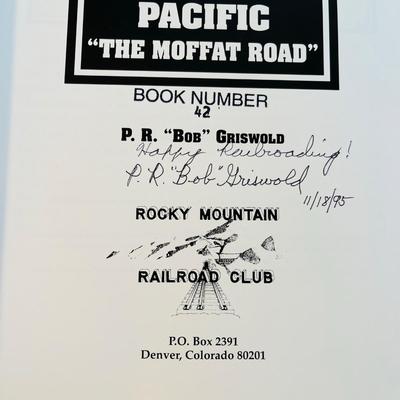 PACIFIC
"THE MOFFAT ROAD"
BOOK NUMBER
42
P. R. "BOB" GRISWOLD
Happy Railroading!
P. R. "Bob" Griswold
11/18/95
ROCKY MOUNTAIN
RAILROAD CLUB
P.O. Box 2391
Denver, Colorado 80201